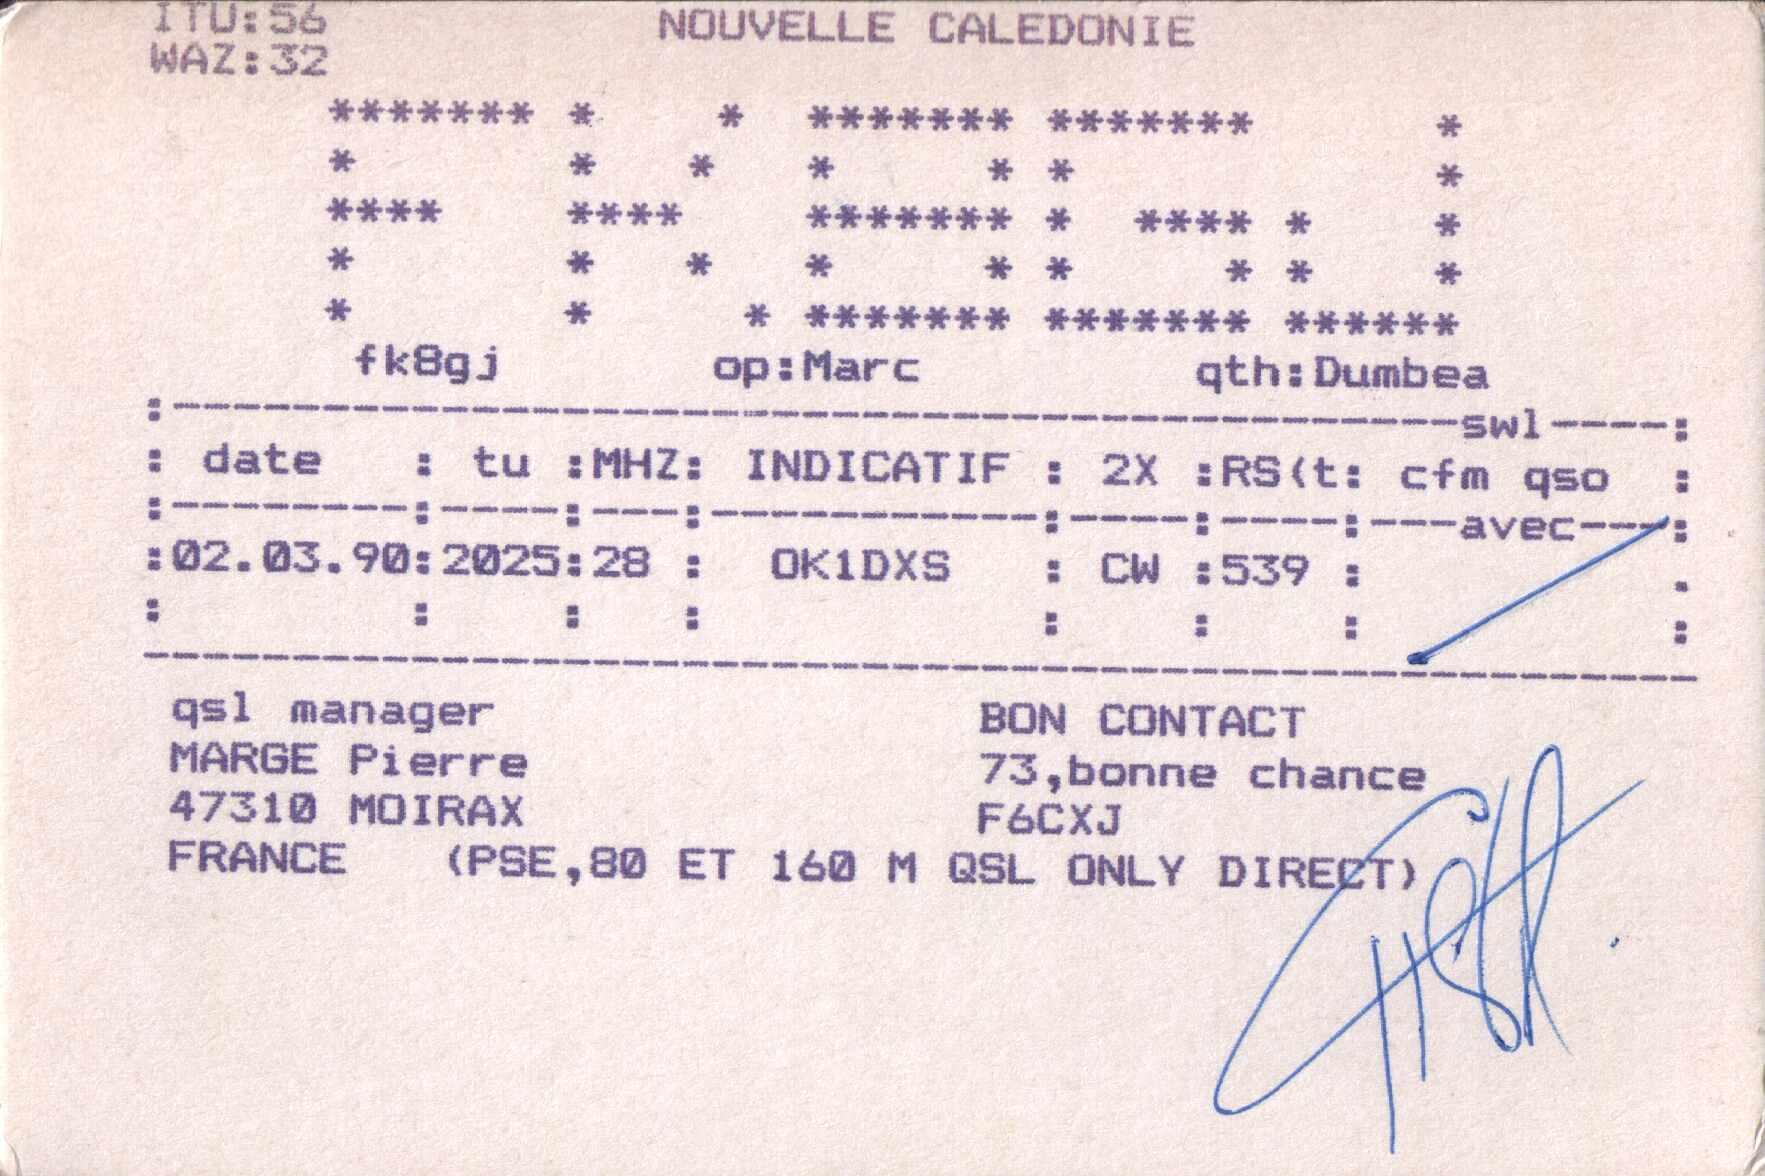 ITU:56 NOUVELLE CALEDONIE
WAZ:32
FK8GJ
fk8gj op:Marc qth:Dumbea
swl
date : tu :MHZ: INDICATIF : 2X :RS(t: cfm qso :
avec
:02.03.90:2025:28 : OK1DXS : CW :539 :
qsl manager BON CONTACT
MARGE Pierre 73,bonne chance
47310 MOIRAX F6CXJ
FRANCE (PSE,80 ET 160 M QSL ONLY DIRECT)